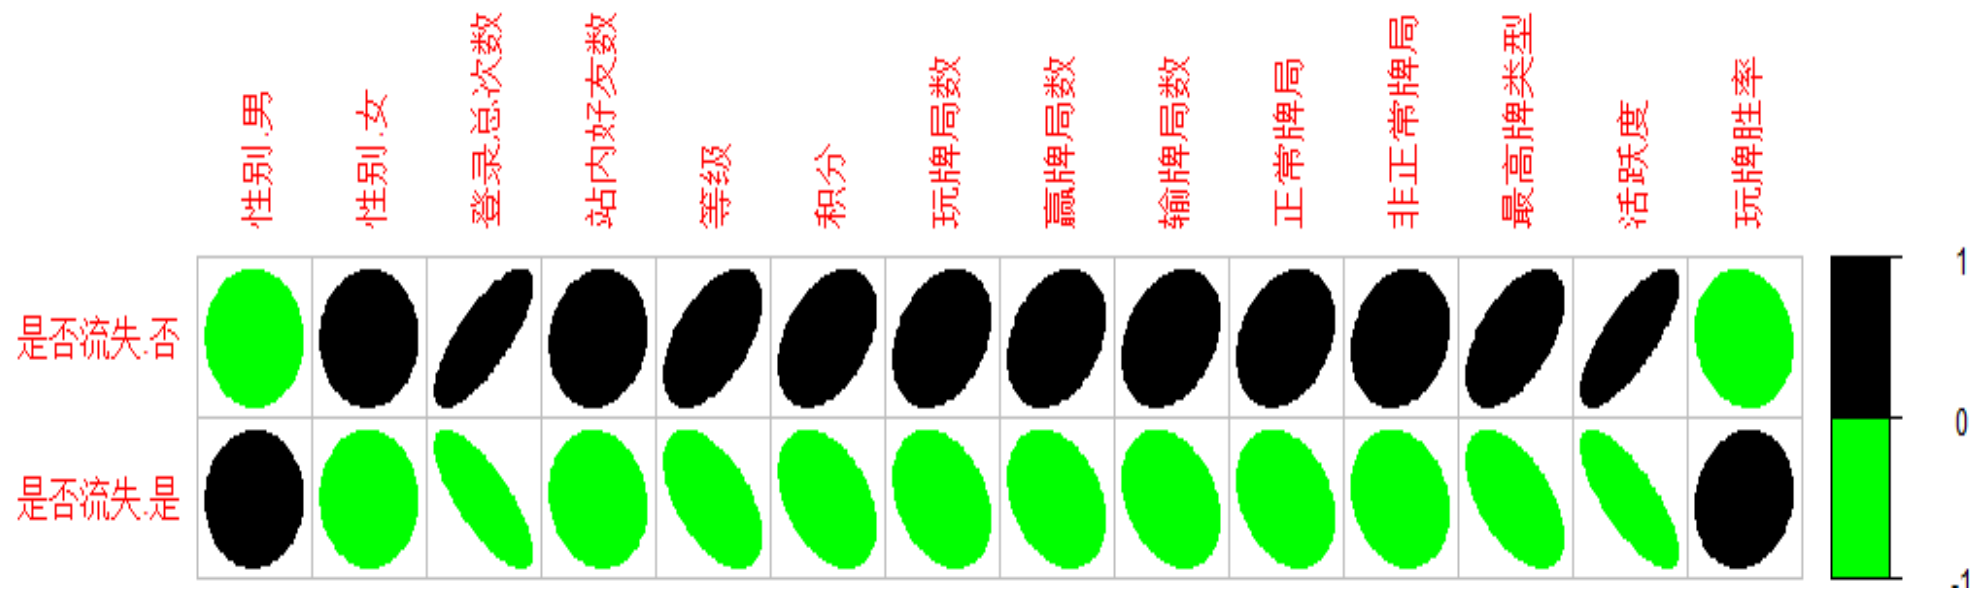 性别.男
性别.女
登录总次数
站内好友数
等级
积分
玩牌局数
赢牌局数
输牌局数
正常牌局
非正常牌局
最高牌类型
活跃度
玩牌胜率
是否流失.否
是否流失.是
1
0
-1